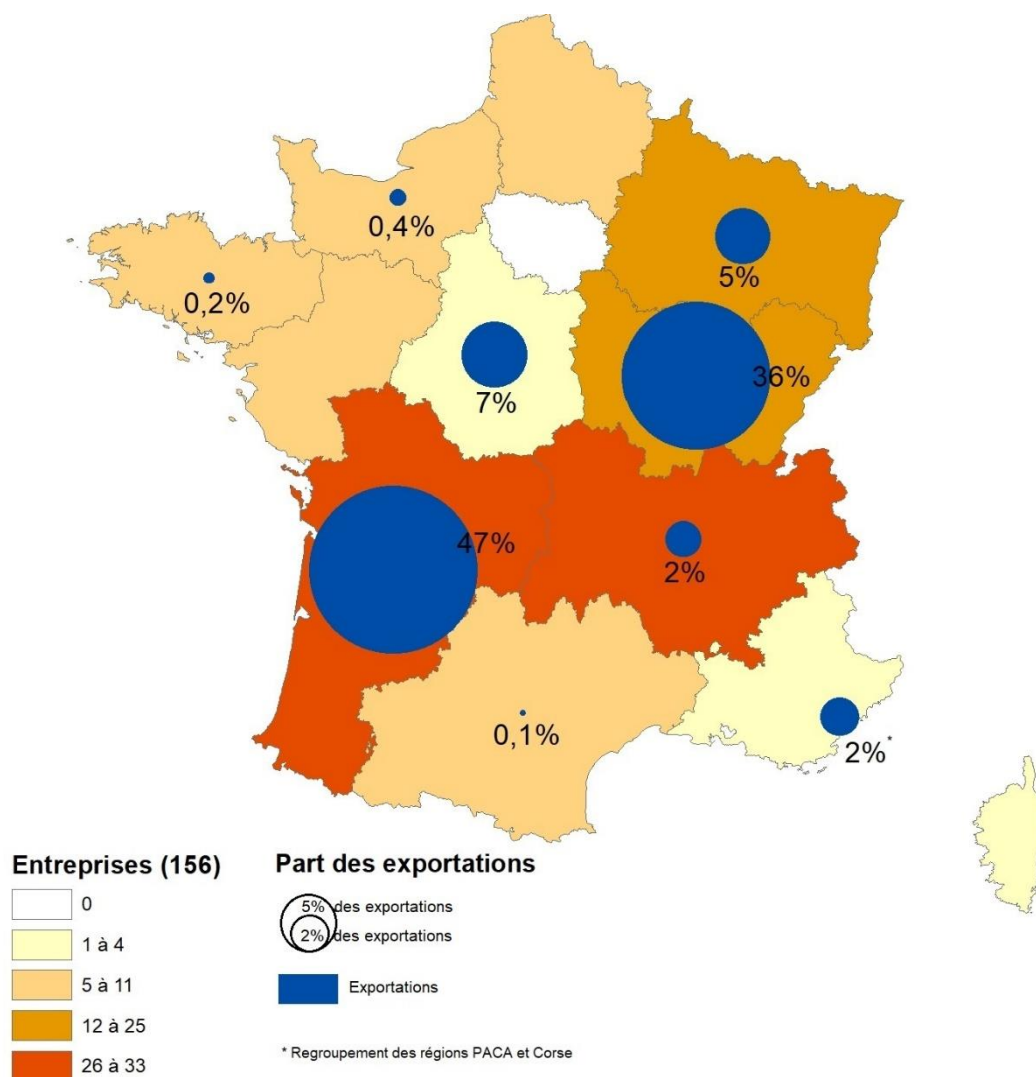 0,4%
5%
0,2%
7%
36%
47%
2%
0,1%
2%*
Entreprises (156)
0
1 à 4
5 à 11
12 à 25
26 à 33
Part des exportations
5% des exportations
2% des exportations
Exportations
* Regroupement des régions PACA et Corse